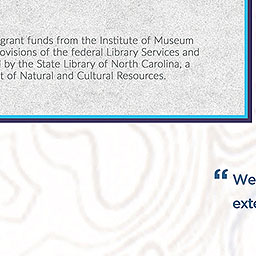 grant funds from the Institute of Museum
ovisions of the federal Library Services and
by the State Library of North Carolina, a
t of Natural and Cultural Resources.
“ We
exte